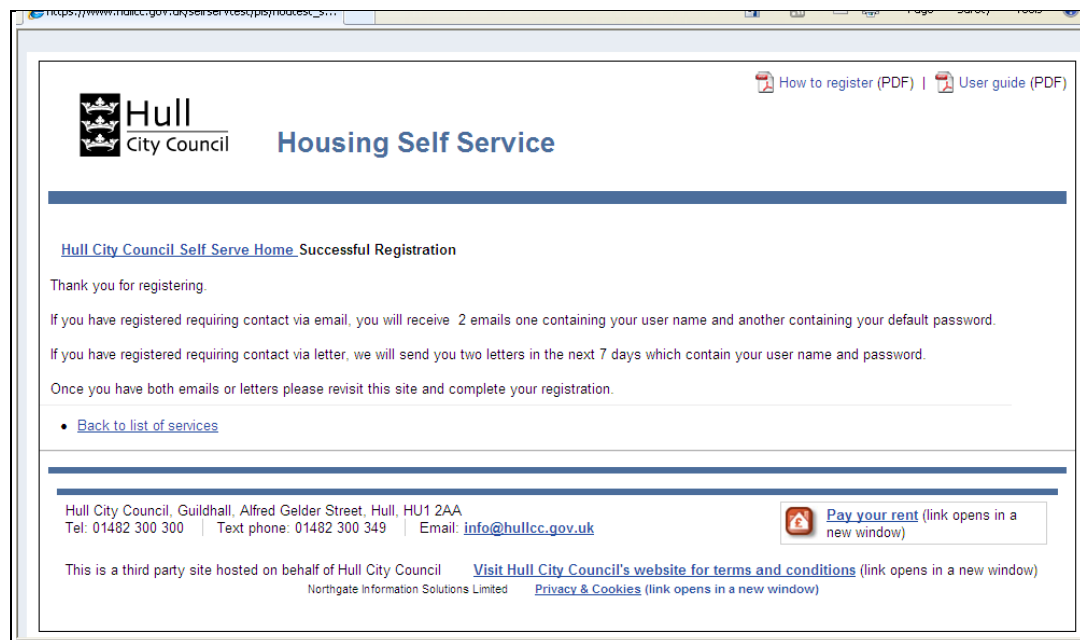 How to register (PDF) | User guide (PDF)
Hull
City Council
Housing Self Service
Hull City Council Self Serve Home Successful Registration
Thank you for registering.
If you have registered requiring contact via email, you will receive 2 emails one containing your user name and another containing your default password.
If you have registered requiring contact via letter, we will send you two letters in the next 7 days which contain your user name and password.
Once you have both emails or letters please revisit this site and complete your registration.
• Back to list of services
Hull City Council, Guildhall, Alfred Gelder Street, Hull, HU1 2AA
Tel: 01482 300 300 | Text phone: 01482 300 349 | Email: info@hullcc.gov.uk
Pay your rent (link opens in a
new window)
This is a third party site hosted on behalf of Hull City Council Visit Hull City Council's website for terms and conditions (link opens in a new window)
Northgate Information Solutions Limited Privacy & Cookies (link opens in a new window)